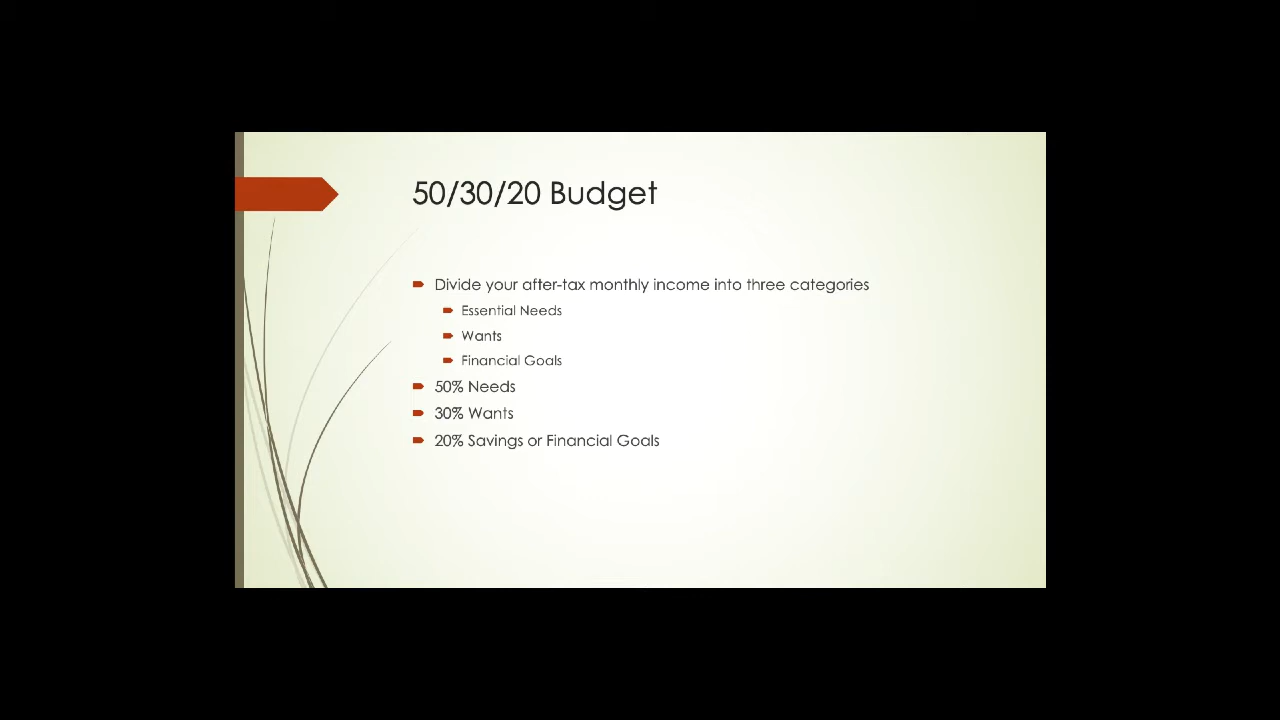 50/30/20 Budget
Divide your after-tax monthly income into three categories
Essential Needs
Wants
Financial Goals
50% Needs
30% Wants
20% Savings or Financial Goals